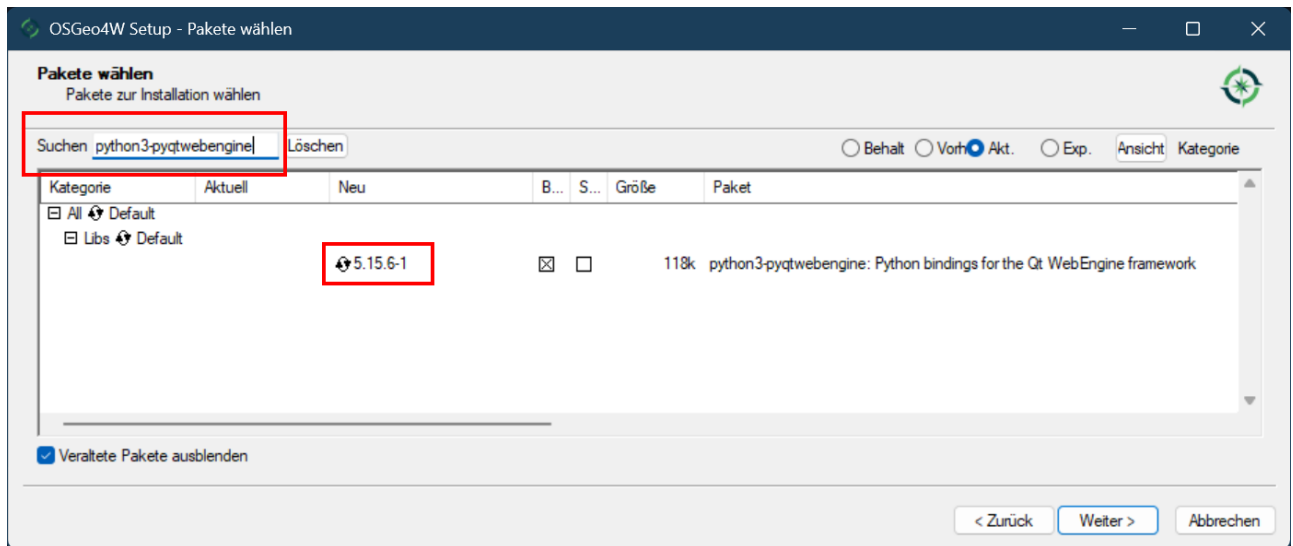 OSGeo4W Setup - Pakete wählen
Pakete wählen
Pakete zur Installation wählen
Suchen python3-pyqtwebengine Löschen Behalt Vorh Akt. Exp. Ansicht Kategorie
Kategorie Aktuell Neu B... S... Größe Paket
All Default
Libs Default
5.15.6-1 118k python3-pyqtwebengine: Python bindings for the Qt WebEngine framework
Veraltete Pakete ausblenden
< Zurück Weiter > Abbrechen